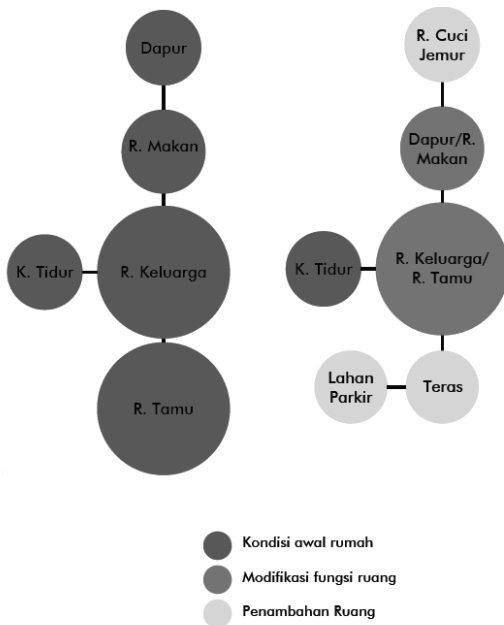 Dapur
R. Makan
K. Tidur
R. Keluarga
R. Tamu
R. Cuci
Jemur
Dapur/R.
Makan
K. Tidur
R. Keluarga/
R. Tamu
Lahan
Parkir
Teras
Kondisi awal rumah
Modifikasi fungsi ruang
Penambahan Ruang